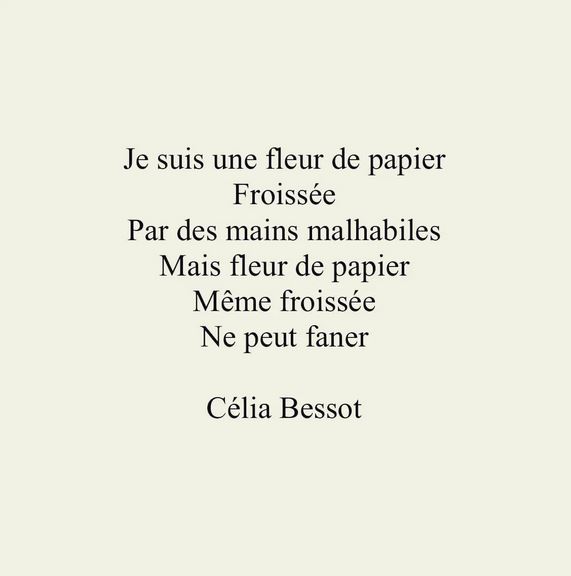 Je suis une fleur de papier
Froissée
Par des mains malhabiles
Mais fleur de papier
Même froissée
Ne peut faner
Célia Bessot